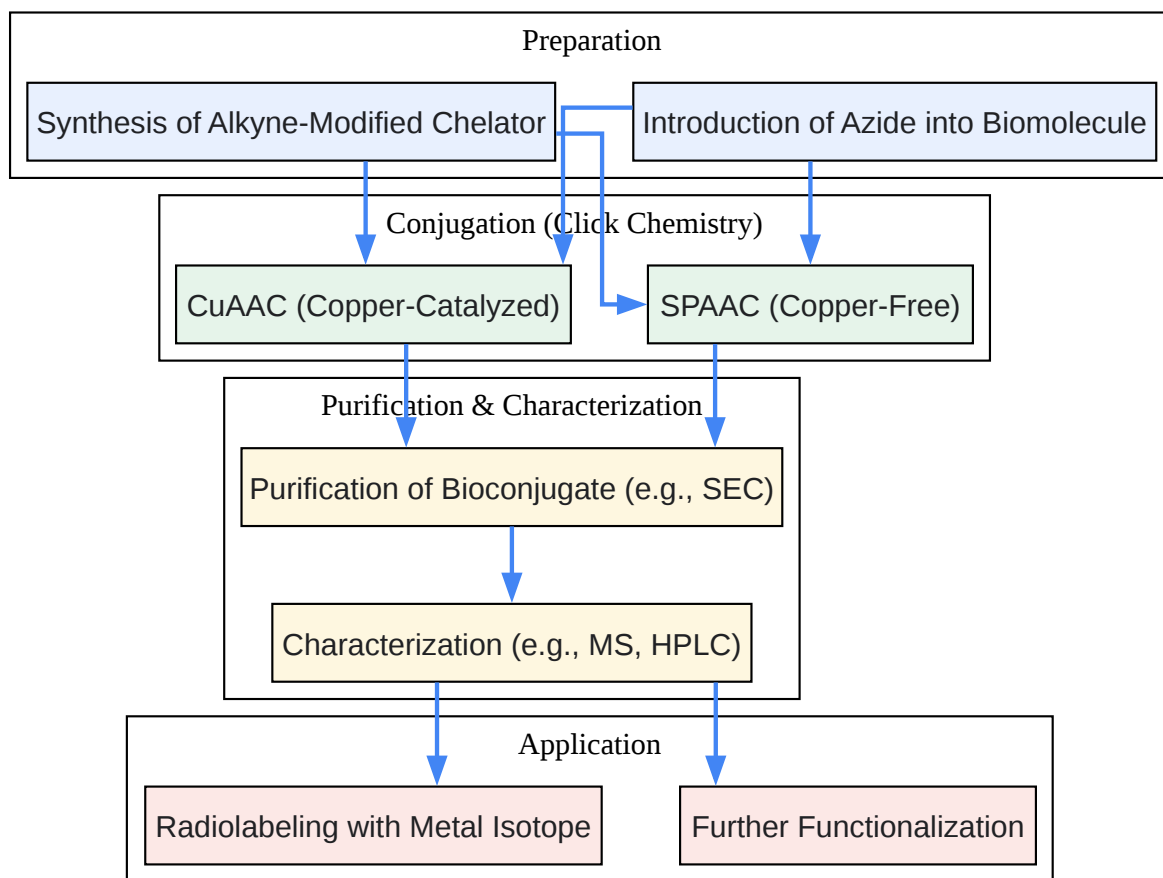 Preparation
Synthesis of Alkyne-Modified Chelator
Introduction of Azide into Biomolecule
Conjugation (Click Chemistry)
CuAAC (Copper-Catalyzed)
SPAAC (Copper-Free)
Purification & Characterization
Purification of Bioconjugate (e.g., SEC)
Characterization (e.g., MS, HPLC)
Application
Radiolabeling with Metal Isotope
Further Functionalization